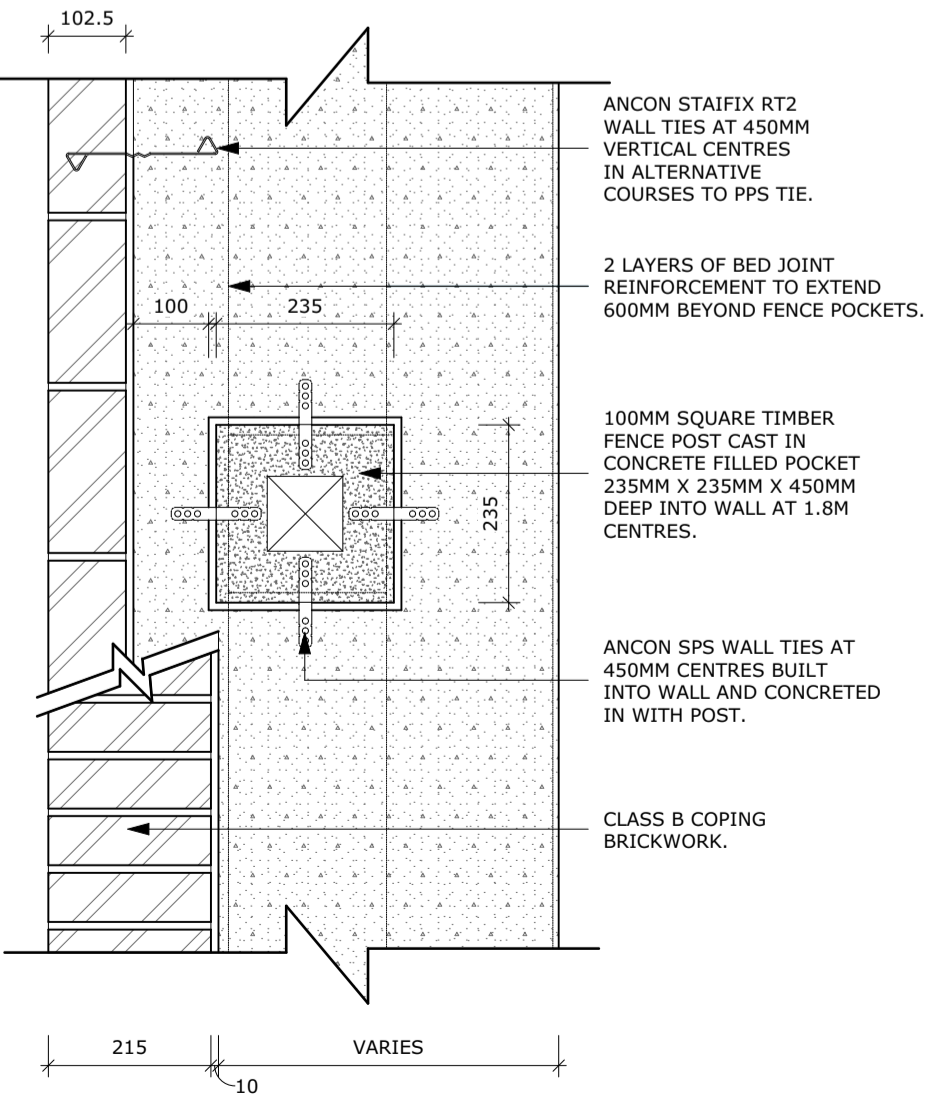 102.5
ANCON STAIFIX RT2
WALL TIES AT 450MM
VERTICAL CENTRES
IN ALTERNATIVE
COURSES TO PPS TIE.
2 LAYERS OF BED JOINT
REINFORCEMENT TO EXTEND
600MM BEYOND FENCE POCKETS.
100
235
100MM SQUARE TIMBER
FENCE POST CAST IN
CONCRETE FILLED POCKET
235MM X 235MM X 450MM
DEEP INTO WALL AT 1.8M
CENTRES.
235
ANCON SPS WALL TIES AT
450MM CENTRES BUILT
INTO WALL AND CONCRETED
IN WITH POST.
CLASS B COPING
BRICKWORK.
215
VARIES
10